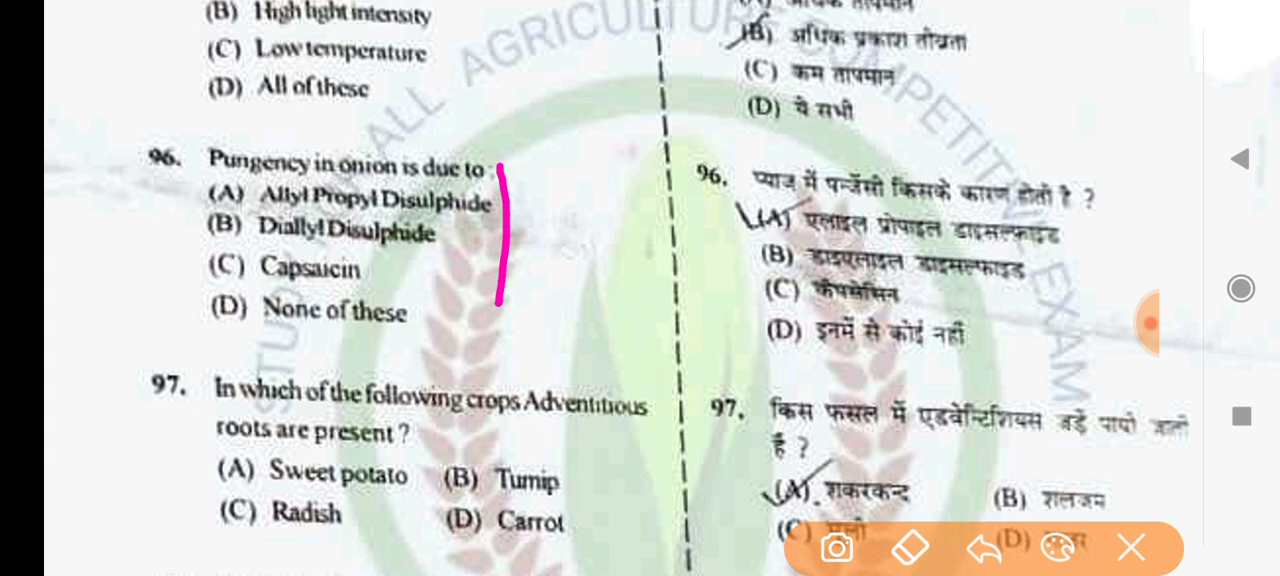 (B) High light intensity
(C) Low temperature
(D) All of these
96. Pungency in onion is due to :
(A) Allyl Propyl Disulphide
(B) Diallyl Disulphide
(C) Capsaicin
(D) None of these
97. In which of the following crops Adventitious
roots are present ?
(A) Sweet potato (B) Turnip
(C) Radish (D) Carrot
(B) अधिक प्रकाश तीव्रता
(C) कम तापमान
(D) ये सभी
96. प्याज में पन्जेंसी किसके कारण होती है ?
(A) एलाइल प्रोपाइल डाइसल्फाइड
(B) डाइएलाइल डाइसल्फाइड
(C) कैपसेसिन
(D) इनमें से कोई नहीं
97. किस फसल में एडवेन्टिशियस जड़ें पायी जाती
है ?
(A) शकरकन्द (B) शलजम
(C) मूली (D)
ALL AGRICULTURE COMPETITIVE EXAM